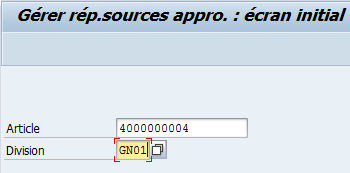 Gérer rép.sources appro. : écran initial
Article 4000000004
Division GN01